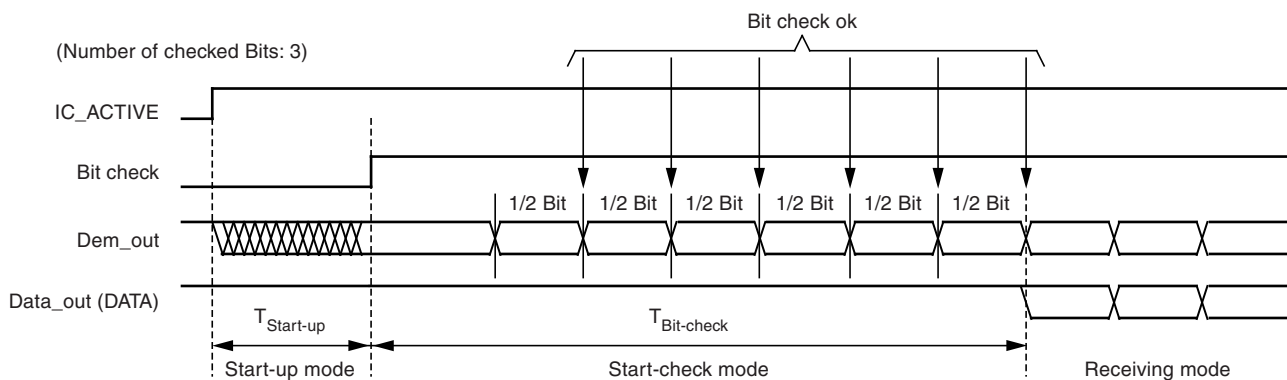 Bit check ok
(Number of checked Bits: 3)
IC_ACTIVE
Bit check
1/2 Bit 1/2 Bit 1/2 Bit 1/2 Bit 1/2 Bit 1/2 Bit
Dem_out
Data_out (DATA)
TStart-up TBit-check
Start-up mode Start-check mode Receiving mode